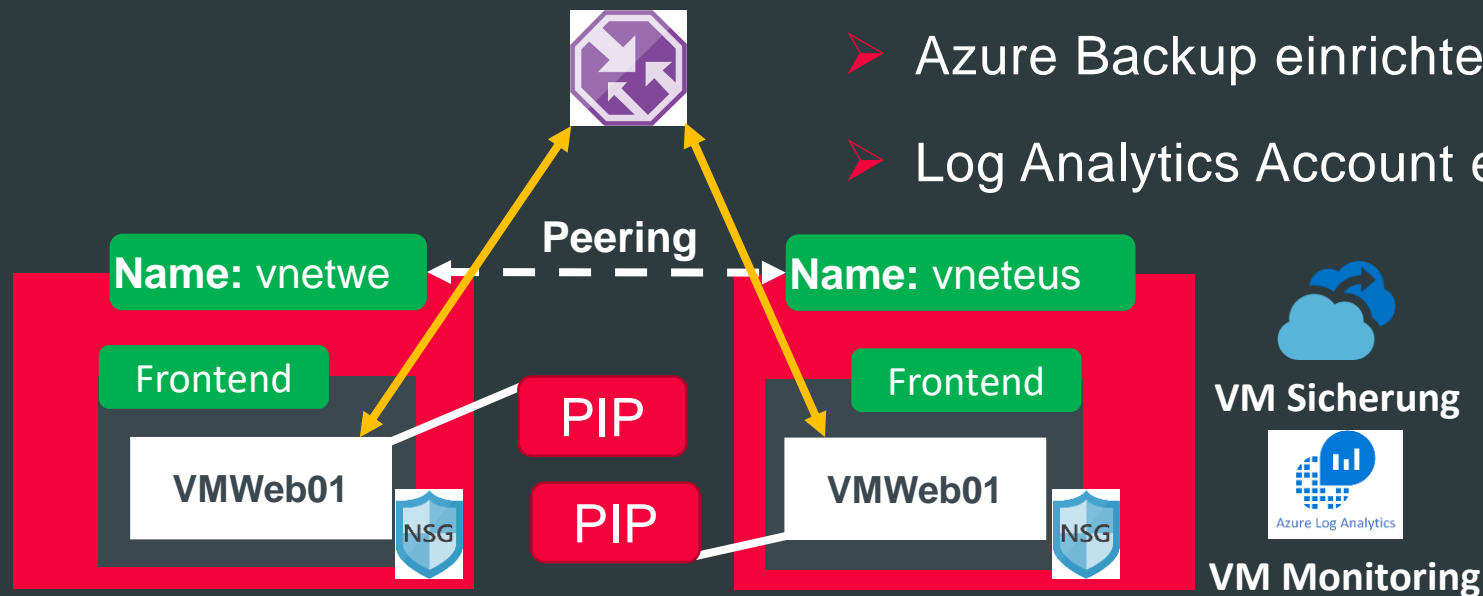 Azure Backup einrichte
Log Analytics Account e
Peering
Name: vnetwe
Name: vneteus
Frontend
Frontend
PIP
VM Sicherung
VMWeb01
VMWeb01
PIP
NSG
NSG
Azure Log Analytics
VM Monitoring